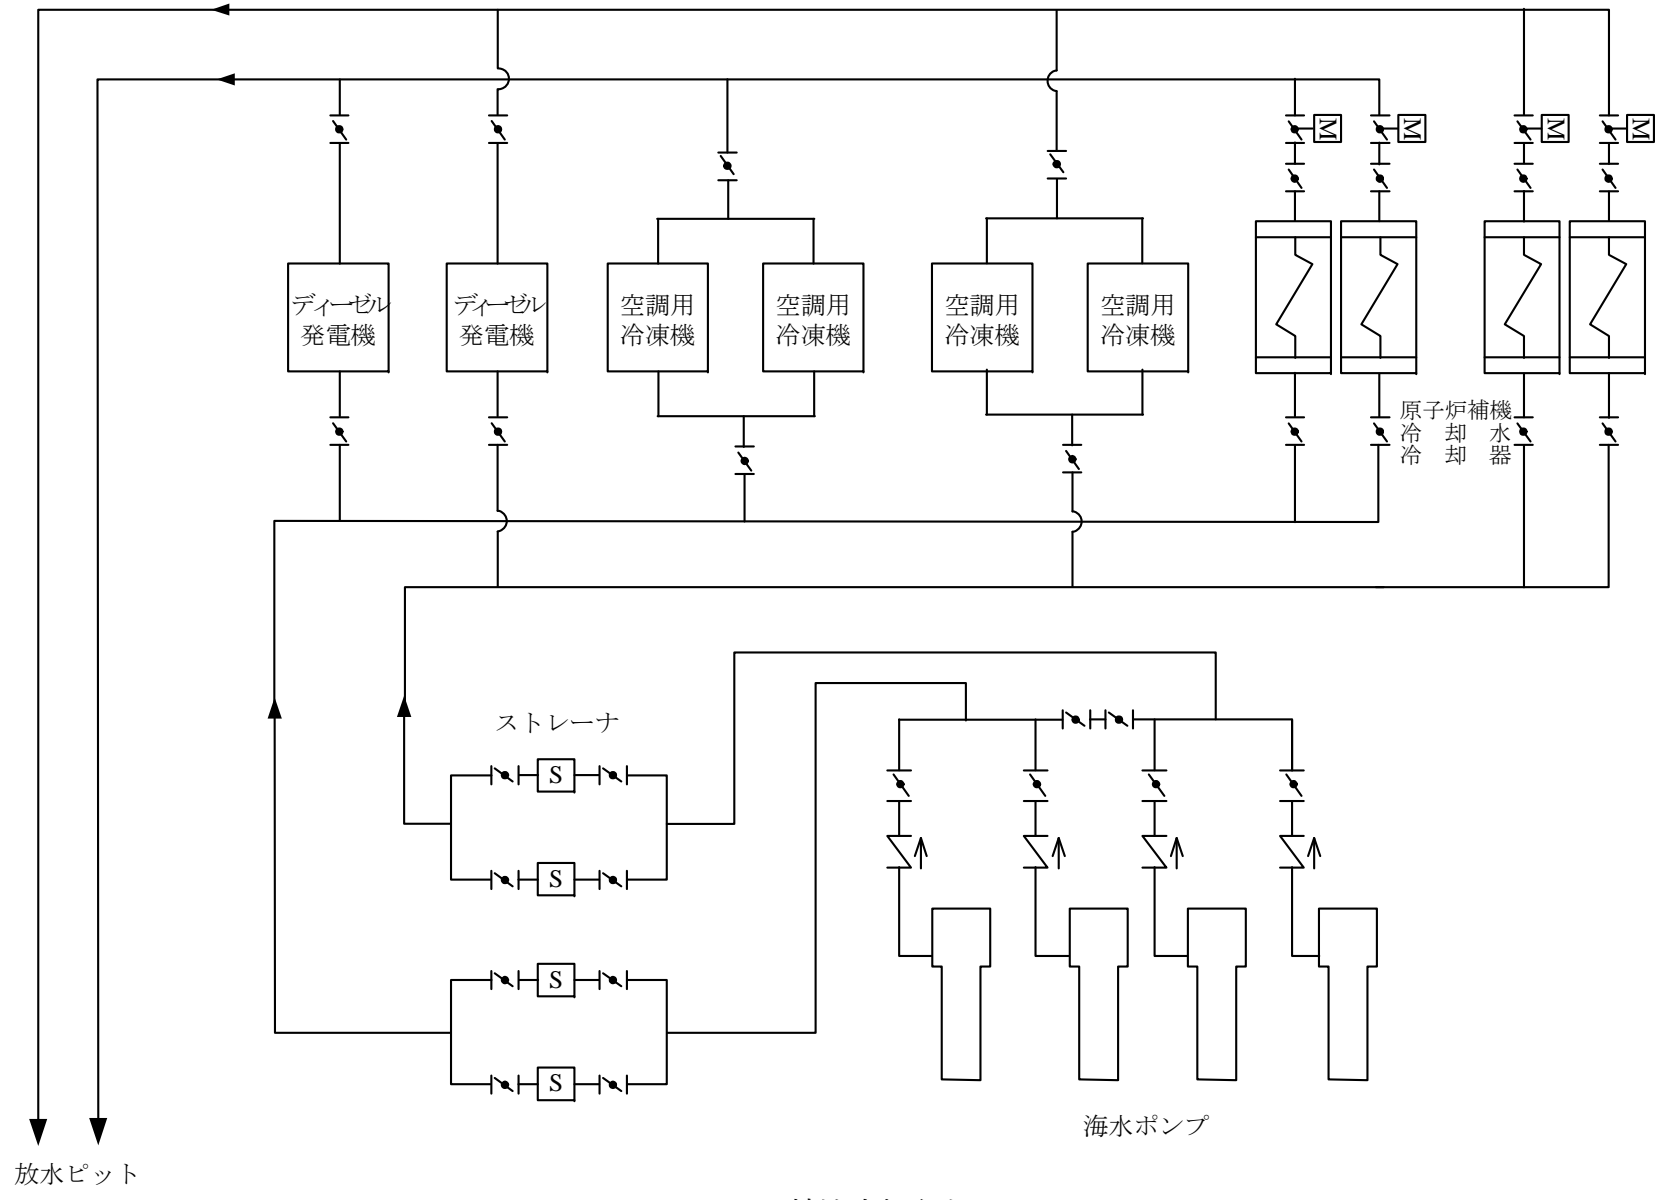 M M M M
ディーゼル
発電機
ディーゼル
発電機
空調用
冷凍機
空調用
冷凍機
空調用
冷凍機
空調用
冷凍機
原子炉補機
冷却水
冷却器
ストレーナ
S
S
S
S
海水ポンプ
放水ピット